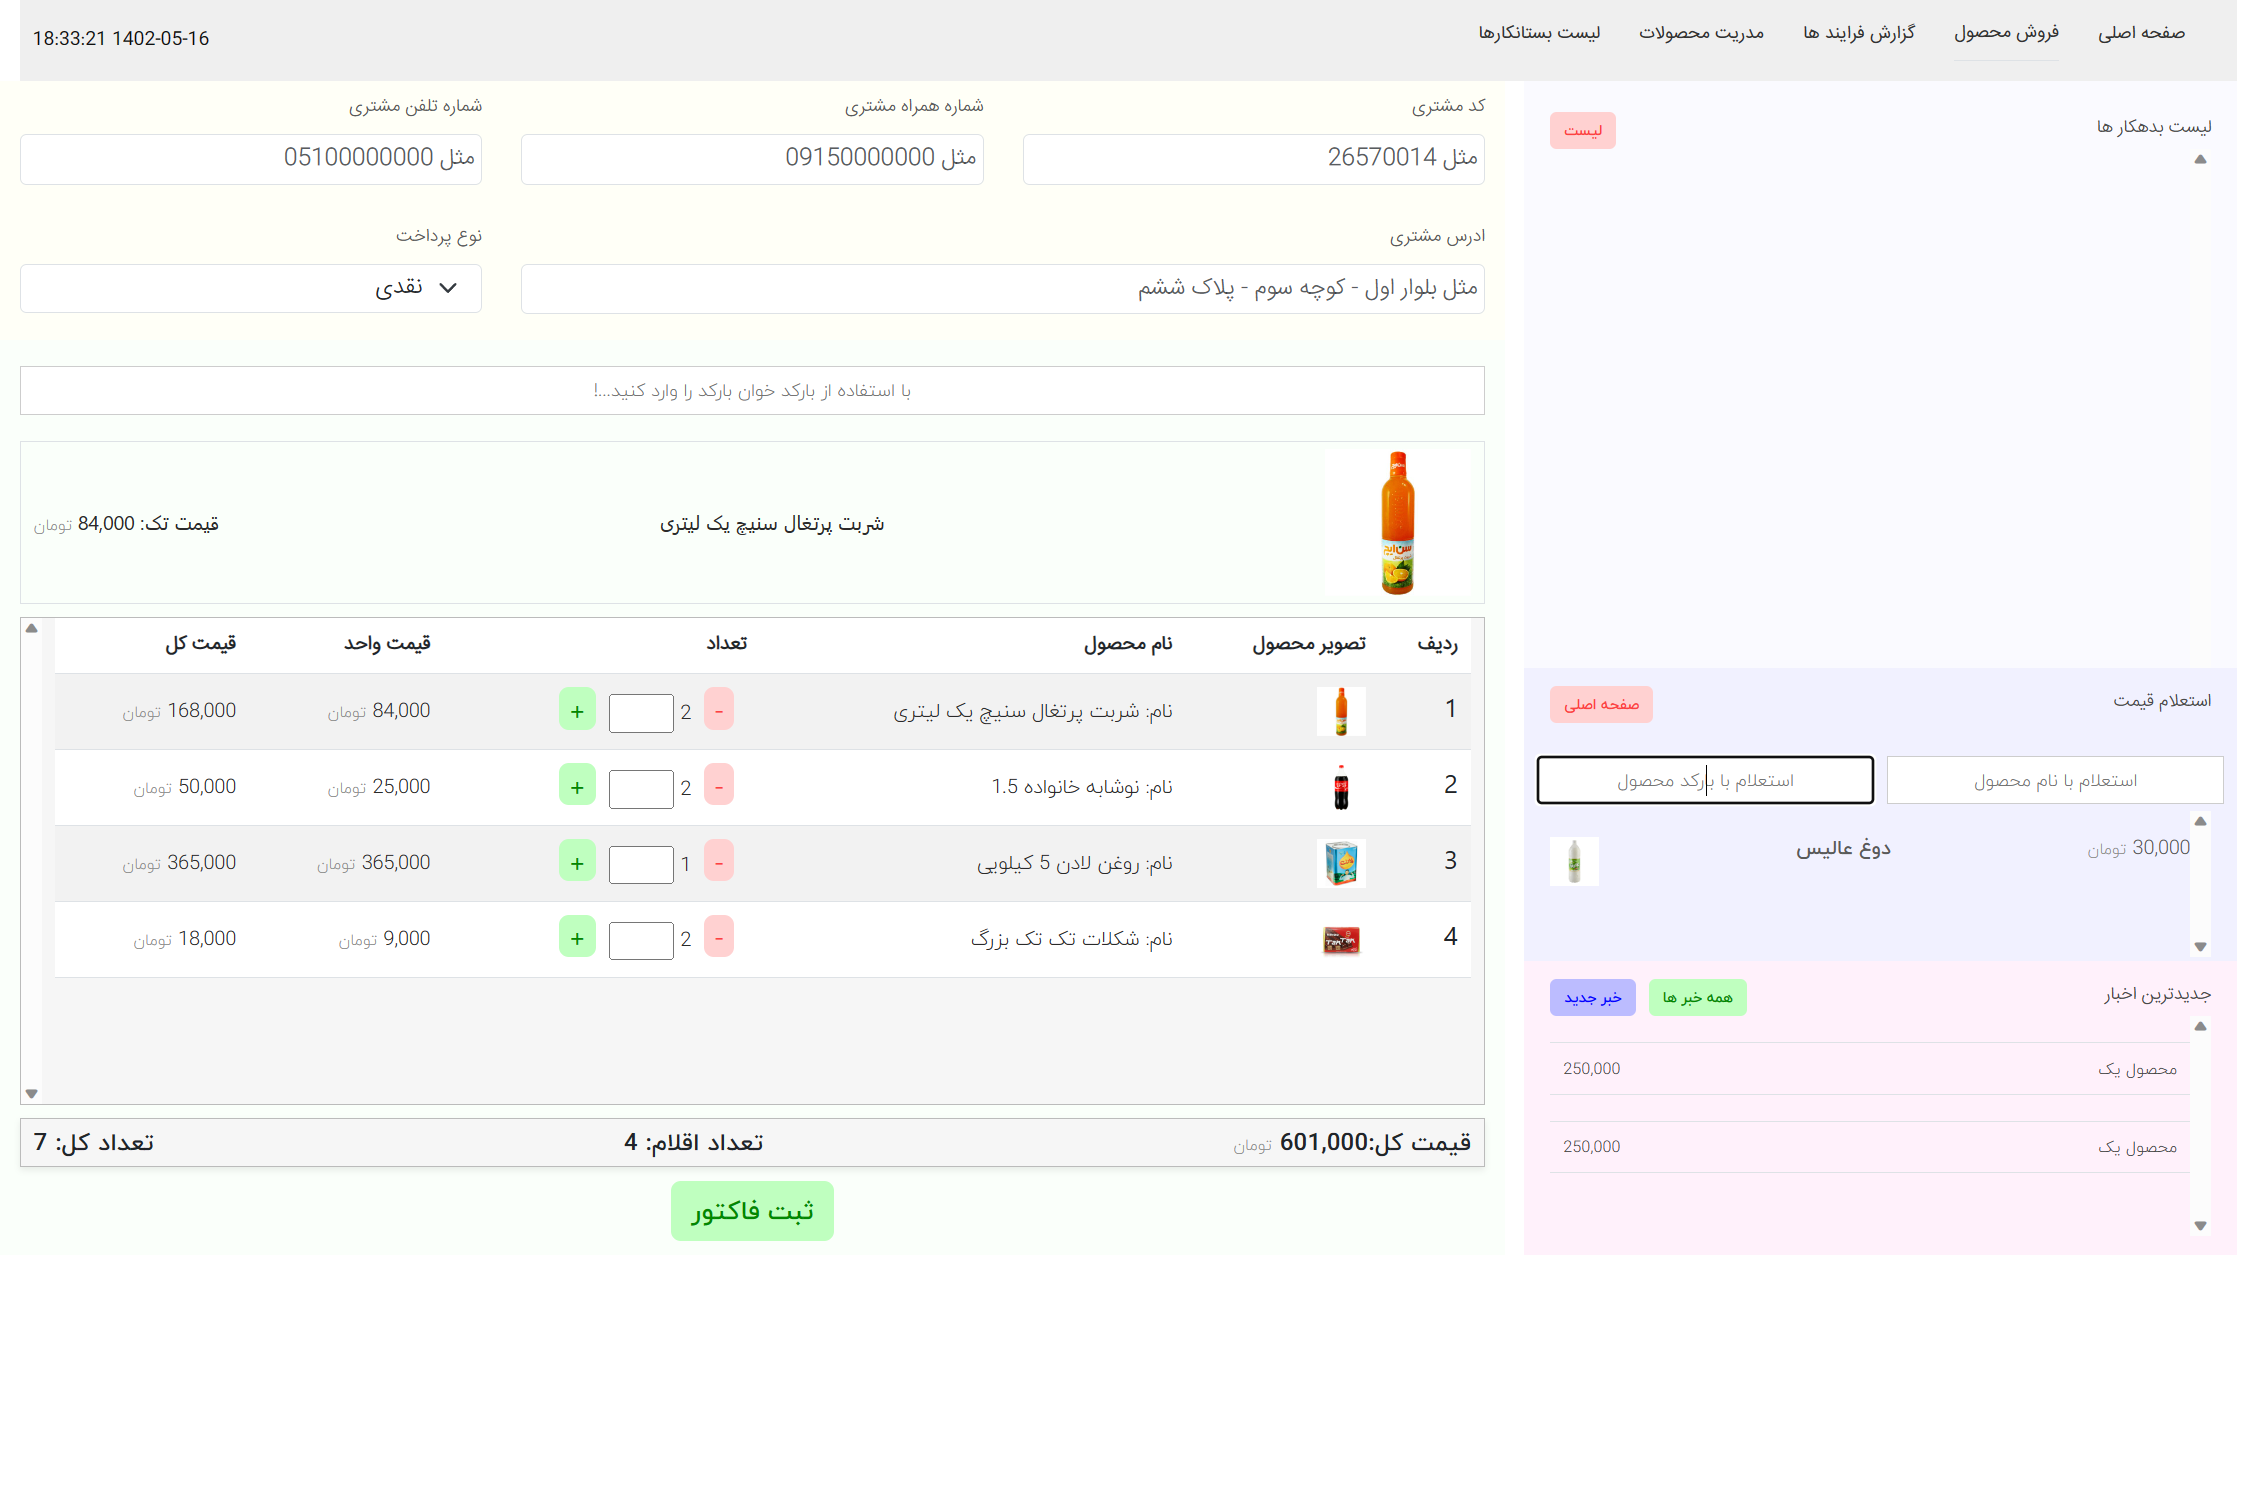 صفحه اصلی
فروش محصول
گزارش فرایند ها
مدریت محصولات
لیست بستانکارها
18:33:21 1402-05-16
لیست بدهکار ها
لیست
استعلام قیمت
صفحه اصلی
استعلام با نام محصول
استعلام با بارکد محصول
30,000 تومان
دوغ عالیس
جدیدترین اخبار
همه خبر ها
خبر جدید
محصول یک 250,000
محصول یک 250,000
کد مشتری
مثل 26570014
شماره همراه مشتری
مثل 09150000000
شماره تلفن مشتری
مثل 05100000000
ادرس مشتری
مثل بلوار اول - کوچه سوم - پلاک ششم
نوع پرداخت
نقدی
با استفاده از بارکد خوان بارکد را وارد کنید...!
سن‌ایچ
شربت پرتغال سنیچ یک لیتری
قیمت تک: 84,000 تومان
ردیف تصویر محصول نام محصول تعداد قیمت واحد قیمت کل
1 نام: شربت پرتغال سنیچ یک لیتری - 2 + 84,000 تومان 168,000 تومان
2 نام: نوشابه خانواده 1.5 - 2 + 25,000 تومان 50,000 تومان
3 نام: روغن لادن 5 کیلویی - 1 + 365,000 تومان 365,000 تومان
4 نام: شکلات تک تک بزرگ - 2 + 9,000 تومان 18,000 تومان
قیمت کل:601,000 تومان
تعداد اقلام: 4
تعداد کل: 7
ثبت فاکتور